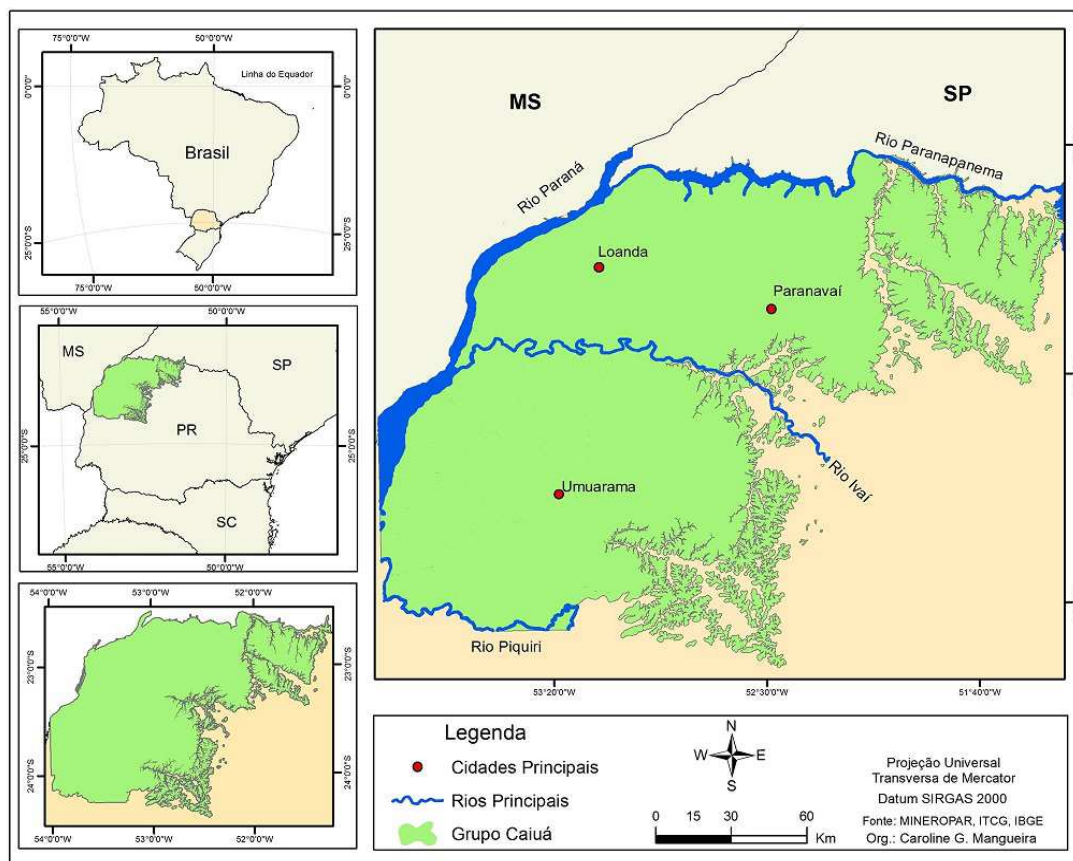 75°0'0"W
50°0'0"W
Linha do Equador
0°0'0"
0°0'0"
Brasil
25°0'0"S
25°0'0"S
75°0'0"W
50°0'0"W
55°0'0"W
50°0'0"W
MS
SP
PR
25°0'0"S
25°0'0"S
SC
55°0'0"W
50°0'0"W
54°0'0"W
53°0'0"W
52°0'0"W
23°0'0"S
23°0'0"S
24°0'0"S
24°0'0"S
54°0'0"W
53°0'0"W
52°0'0"W
MS
SP
Rio Paraná
Rio Paranapanema
Loanda
Paranavaí
Rio Ivaí
Umuarama
Rio Piquiri
53°20'0"W
52°30'0"W
51°40'0"W
Legenda
Cidades Principais
Rios Principais
Grupo Caiuá
N
W E
S
0 15 30 60
Km
Projeção Universal
Transversa de Mercator
Datum SIRGAS 2000
Fonte: MINEROPAR, ITCG, IBGE
Org.: Caroline G. Mangueira